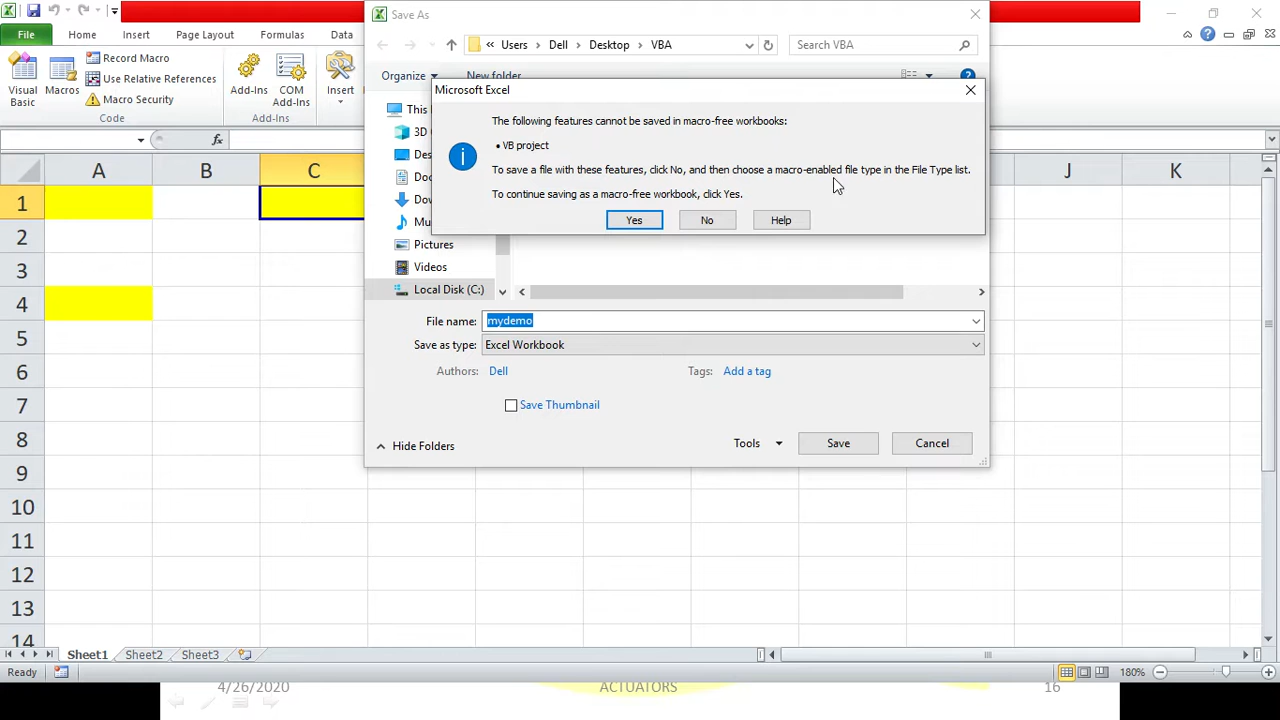 Save As
File
Home
Insert
Page Layout
Formulas
Data
Users
Dell
Desktop
VBA
Search VBA
Organize
New folder
Visual Basic
Macros
Record Macro
Use Relative References
Macro Security
Code
Add-Ins
COM Add-Ins
Add-Ins
Insert
Microsoft Excel
The following features cannot be saved in macro-free workbooks:
• VB project
To save a file with these features, click No, and then choose a macro-enabled file type in the File Type list.
To continue saving as a macro-free workbook, click Yes.
Yes
No
Help
This
3D
Pictures
Videos
Local Disk (C:)
File name:
mydemo
Save as type:
Excel Workbook
Authors:
Dell
Tags:
Add a tag
Save Thumbnail
Hide Folders
Tools
Save
Cancel
A
B
C
J
K
1
2
3
4
5
6
7
8
9
10
11
12
13
14
Sheet1
Sheet2
Sheet3
Ready
180%
4/26/2020
ACTUATORS
16